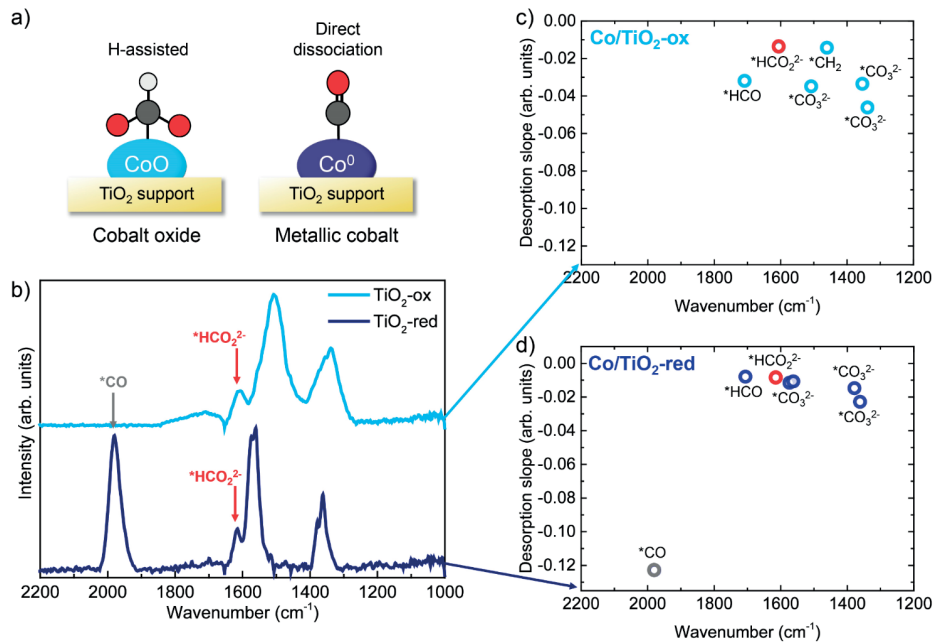 a)
H-assisted
Direct
dissociation
CoO
Co⁰
TiO₂ support
TiO₂ support
Cobalt oxide
Metallic cobalt
b)
TiO₂-ox
TiO₂-red
*HCO₂²⁻
*CO
*HCO₂²⁻
Intensity (arb. units)
2200 2000 1800 1600 1400 1200 1000
Wavenumber (cm⁻¹)
c)
Co/TiO₂-ox
0.00
-0.02
-0.04
-0.06
-0.08
-0.10
-0.12
Desorption slope (arb. units)
*HCO₂²⁻
*CH₂
*CO₃²⁻
*HCO
*CO₃²⁻
*CO₃²⁻
2200 2000 1800 1600 1400 1200
Wavenumber (cm⁻¹)
d)
Co/TiO₂-red
0.00
-0.02
-0.04
-0.06
-0.08
-0.10
-0.12
Desorption slope (arb. units)
*HCO₂²⁻
*CO₃²⁻
*HCO
*CO₃²⁻
*CO₃²⁻
*CO
2200 2000 1800 1600 1400 1200
Wavenumber (cm⁻¹)